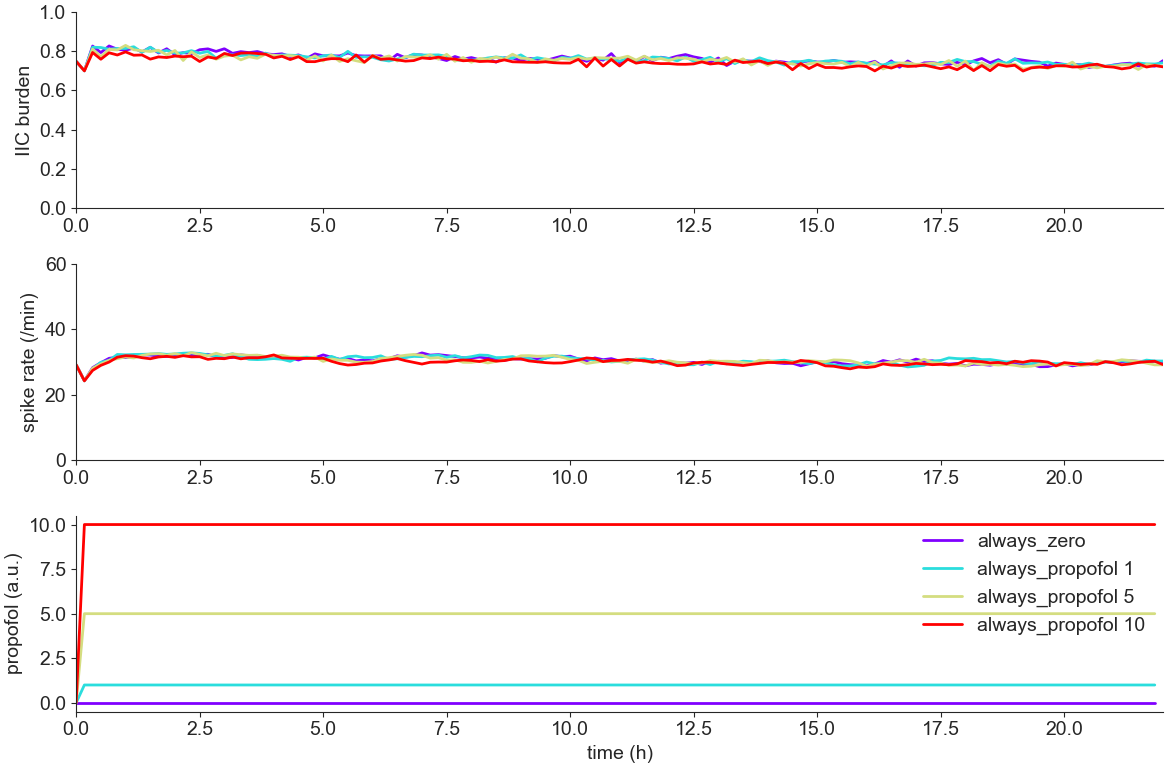 IIC burden
1.0
0.8
0.6
0.4
0.2
0.0
0.0 2.5 5.0 7.5 10.0 12.5 15.0 17.5 20.0
spike rate (/min)
60
40
20
0
0.0 2.5 5.0 7.5 10.0 12.5 15.0 17.5 20.0
propofol (a.u.)
10.0
7.5
5.0
2.5
0.0
always_zero
always_propofol 1
always_propofol 5
always_propofol 10
0.0 2.5 5.0 7.5 10.0 12.5 15.0 17.5 20.0
time (h)